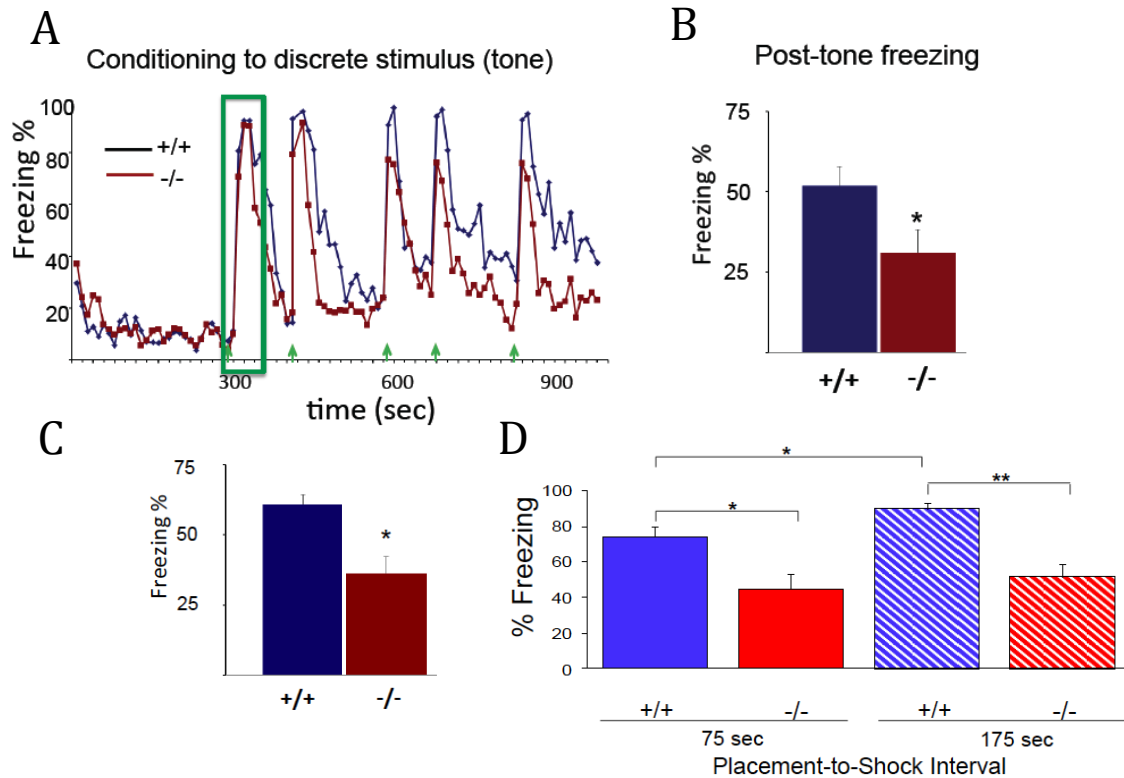 A
Conditioning to discrete stimulus (tone)
Freezing %
100
80
60
40
20
+/+
-/-
300
600
900
time (sec)
B
Post-tone freezing
Freezing %
75
50
25
*
+/+
-/-
C
Freezing %
75
50
25
*
+/+
-/-
D
% Freezing
100
80
60
40
20
0
*
*
**
+/+
-/-
+/+
-/-
75 sec
175 sec
Placement-to-Shock Interval